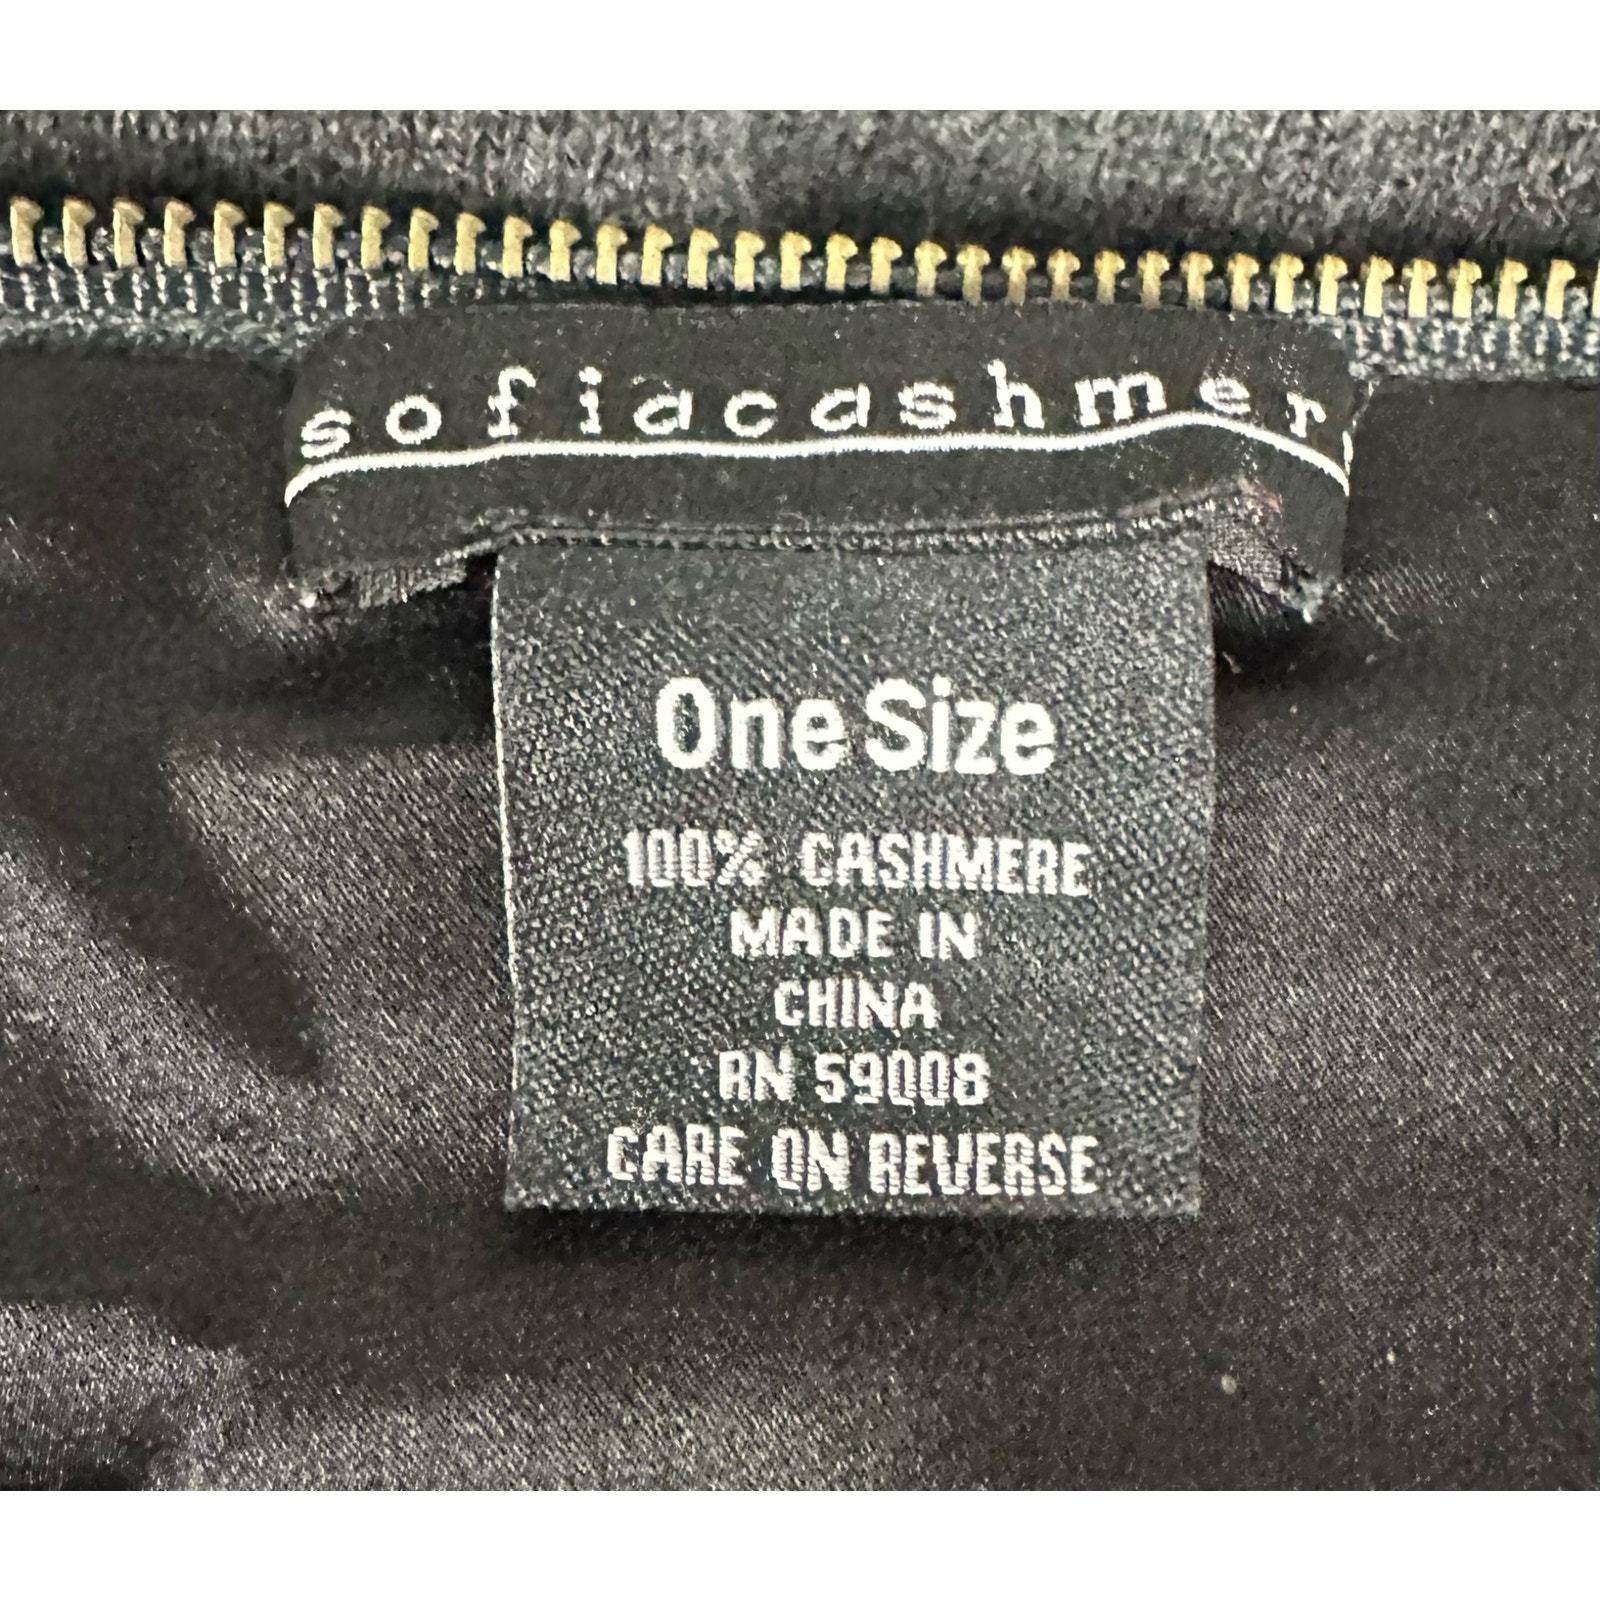 sofiacashmer
One Size
100% CASHMERE
MADE IN
CHINA
RN 59008
CARE ON REVERSE